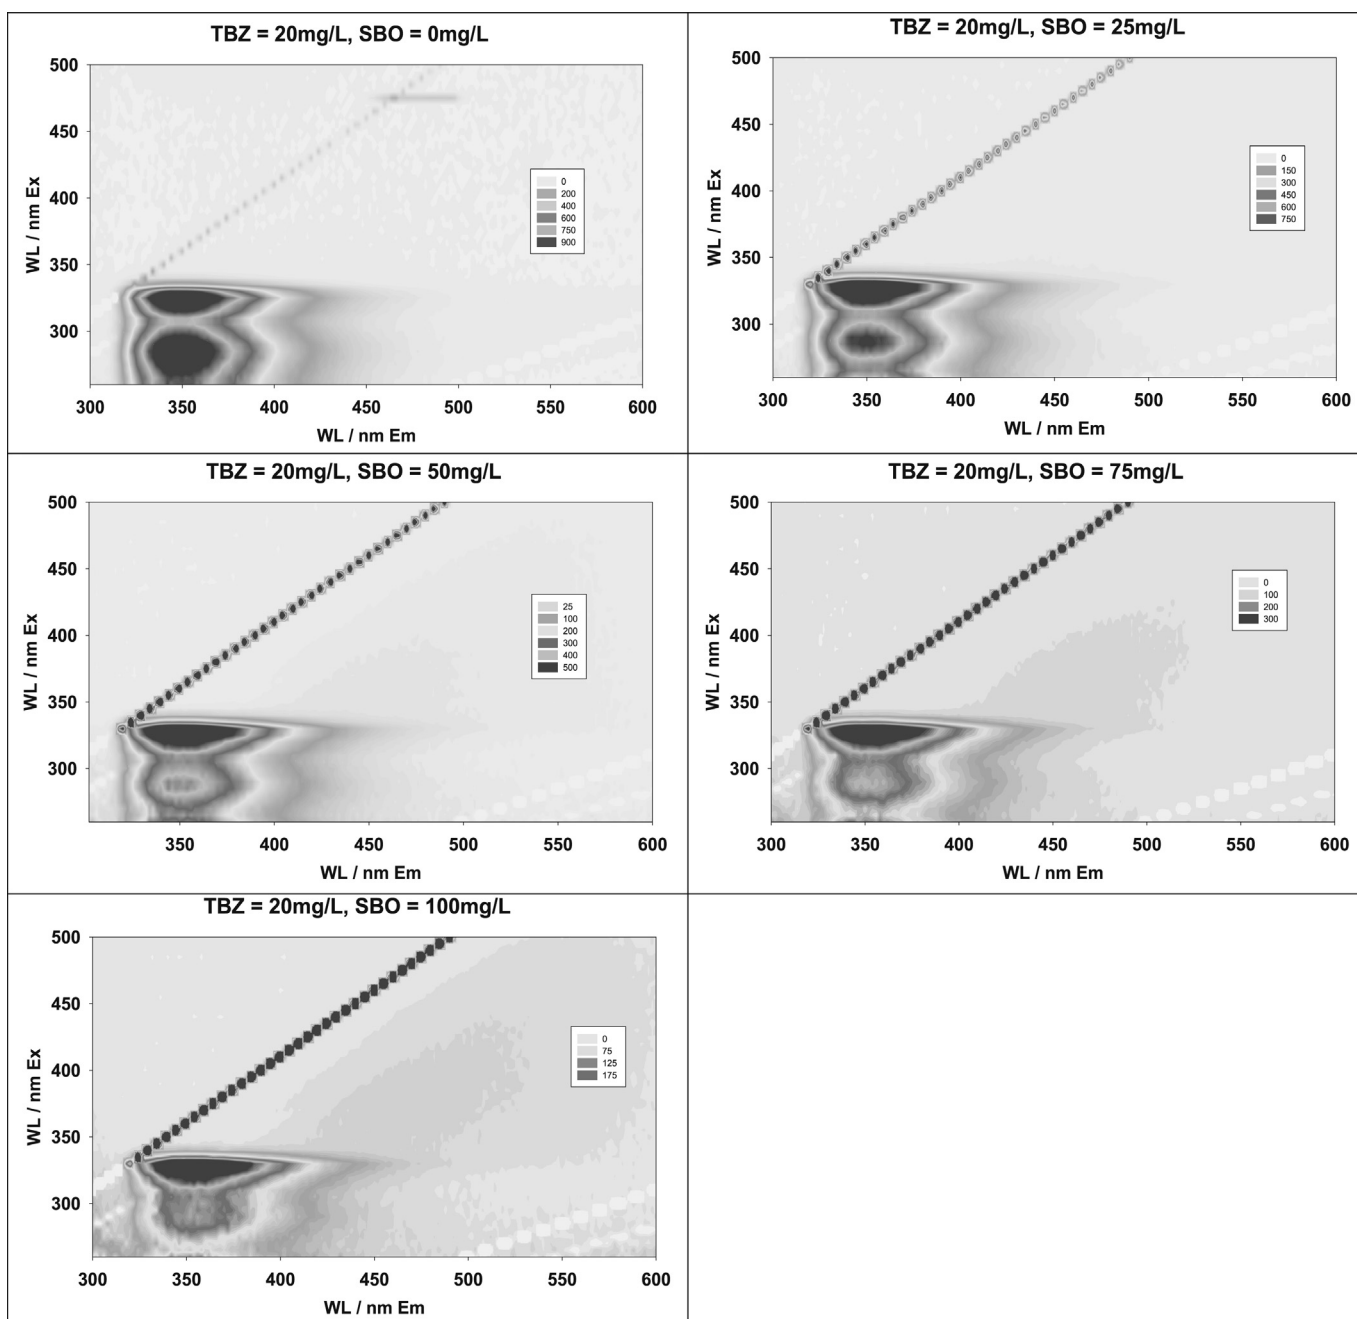 TBZ = 20mg/L, SBO = 0mg/L
500
450
400
350
300
WL / nm Ex
0
200
400
600
750
900
300 350 400 450 500 550 600
WL / nm Em
TBZ = 20mg/L, SBO = 25mg/L
500
450
400
350
300
WL / nm Ex
0
150
300
450
600
750
300 350 400 450 500 550 600
WL / nm Em
TBZ = 20mg/L, SBO = 50mg/L
500
450
400
350
300
WL / nm Ex
25
100
200
300
400
500
350 400 450 500 550 600
WL / nm Em
TBZ = 20mg/L, SBO = 75mg/L
500
450
400
350
300
WL / nm Ex
0
100
200
300
300 350 400 450 500 550 600
WL / nm Em
TBZ = 20mg/L, SBO = 100mg/L
500
450
400
350
300
WL / nm Ex
0
75
125
175
300 350 400 450 500 550 600
WL / nm Em